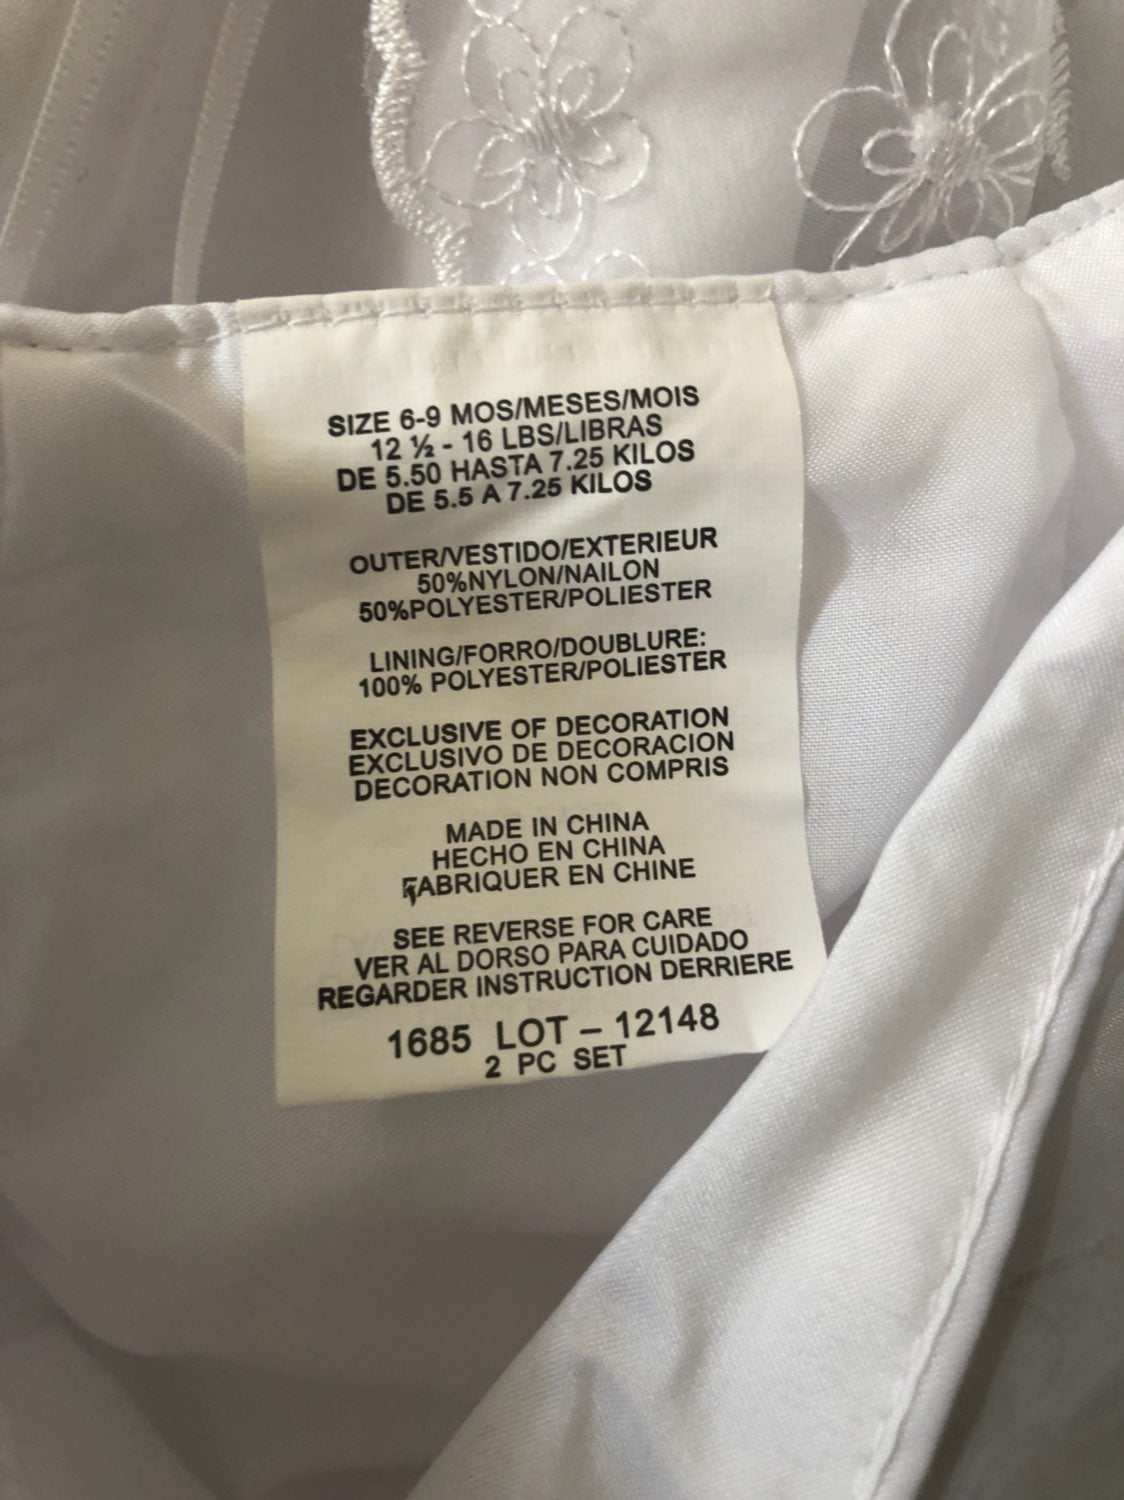 SIZE 6-9 MOS/MESES/MOIS
12 ½ - 16 LBS/LIBRAS
DE 5.50 HASTA 7.25 KILOS
DE 5.5 A 7.25 KILOS
OUTER/VESTIDO/EXTERIEUR
50%NYLON/NAILON
50%POLYESTER/POLIESTER
LINING/FORRO/DOUBLURE:
100% POLYESTER/POLIESTER
EXCLUSIVE OF DECORATION
EXCLUSIVO DE DECORACION
DECORATION NON COMPRIS
MADE IN CHINA
HECHO EN CHINA
FABRIQUER EN CHINE
SEE REVERSE FOR CARE
VER AL DORSO PARA CUIDADO
REGARDER INSTRUCTION DERRIERE
1685 LOT – 12148
2 PC SET